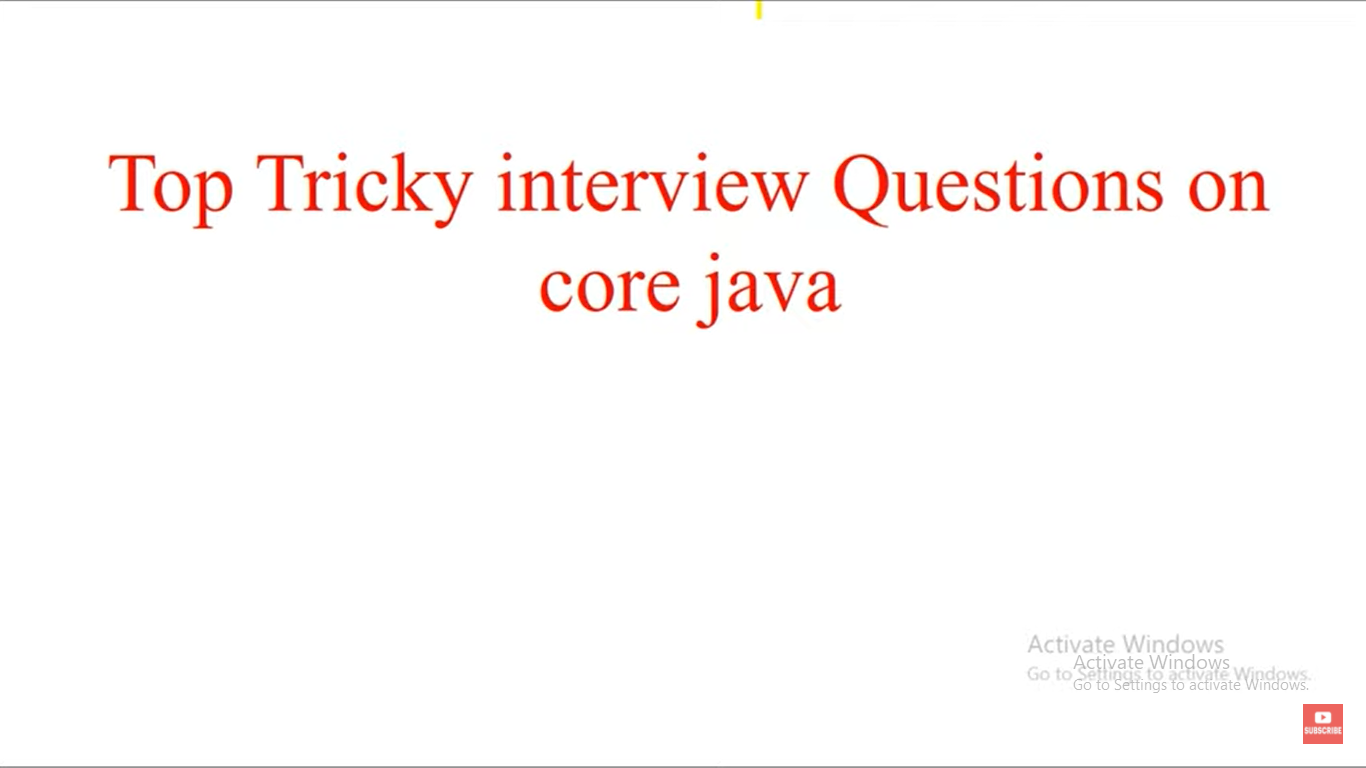 Top Tricky interview Questions on
core java
Activate Windows
Go to Settings to activate Windows.
Activate Windows
Go to Settings to activate Windows.
SUBSCRIBE